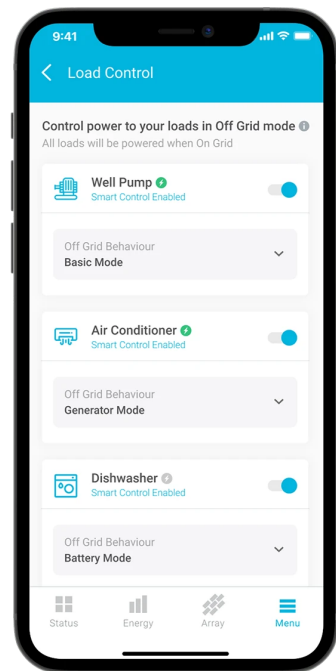 9:41
Load Control
Control power to your loads in Off Grid mode
All loads will be powered when On Grid
Well Pump
Smart Control Enabled
Off Grid Behaviour
Basic Mode
Air Conditioner
Smart Control Enabled
Off Grid Behaviour
Generator Mode
Dishwasher
Smart Control Enabled
Off Grid Behaviour
Battery Mode
Status Energy Array Menu